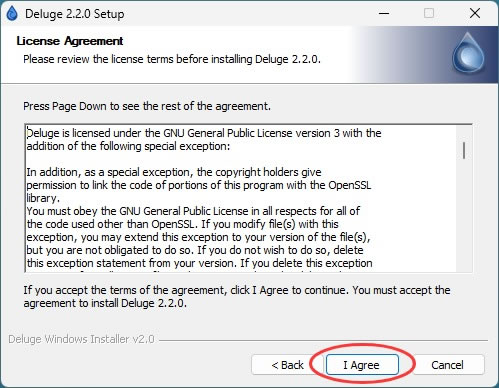 Deluge 2.2.0 Setup
License Agreement
Please review the license terms before installing Deluge 2.2.0.
Press Page Down to see the rest of the agreement.
Deluge is licensed under the GNU General Public License version 3 with the
addition of the following special exception:
In addition, as a special exception, the copyright holders give
permission to link the code of portions of this program with the OpenSSL
library.
You must obey the GNU General Public License in all respects for all of
the code used other than OpenSSL. If you modify file(s) with this
exception, you may extend this exception to your version of the file(s),
but you are not obligated to do so. If you do not wish to do so, delete
this exception statement from your version. If you delete this exception
If you accept the terms of the agreement, click I Agree to continue. You must accept the
agreement to install Deluge 2.2.0.
Deluge Windows Installer v2.0
< Back
I Agree
Cancel